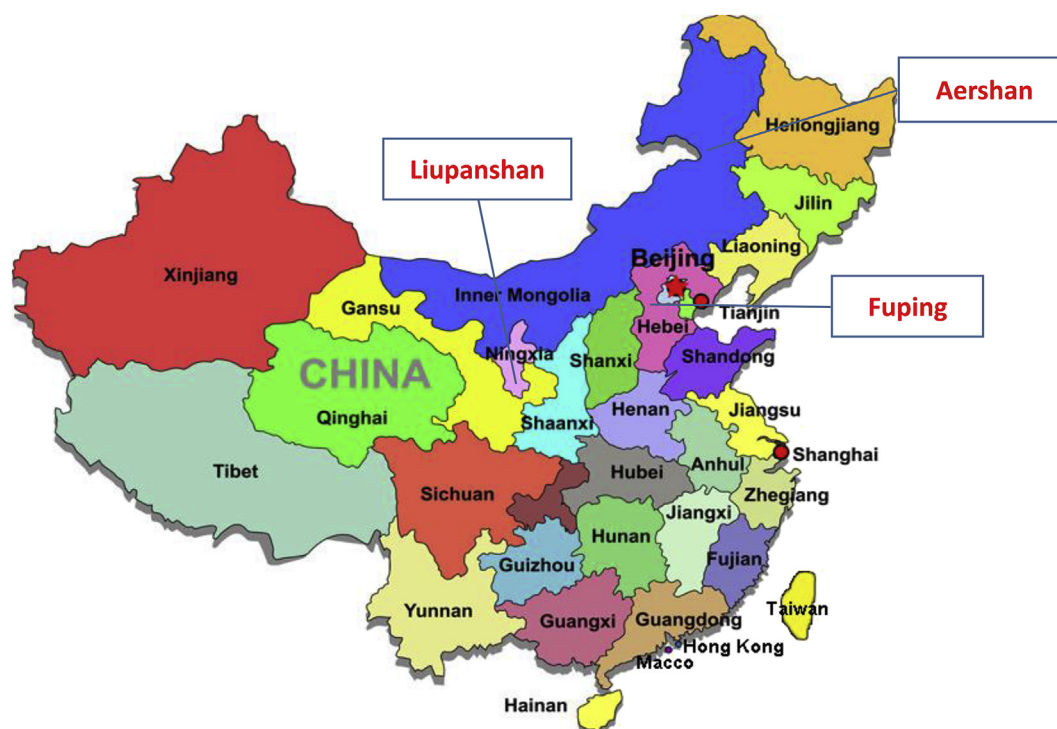 Aershan
Heilongjiang
Liupanshan
Jilin
Liaoning
Beijing
Xinjiang
Inner Mongolia
Gansu
Fuping
Tianjin
Hebei
Ningxia
Shanxi
Shandong
CHINA
Qinghai
Henan
Jiangsu
Shaanxi
Shanghai
Tibet
Hubei
Anhui
Sichuan
Zhegiang
Jiangxi
Hunan
Fujian
Guizhou
Yunnan
Guangxi
Guangdong
Taiwan
Hong Kong
Macco
Hainan